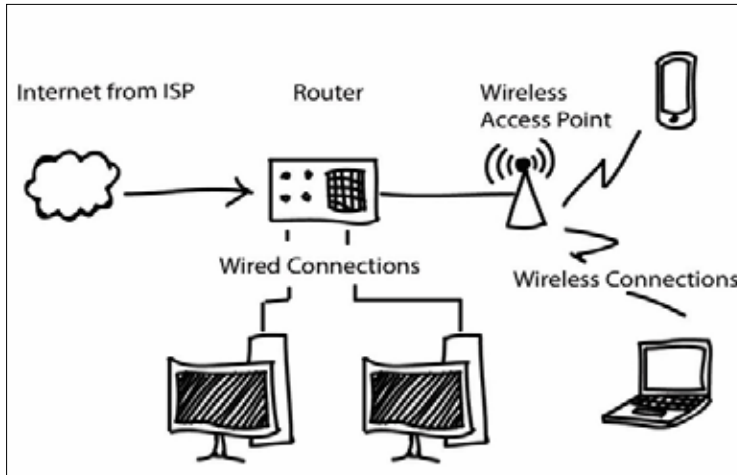 Internet from ISP
Router
Wireless
Access Point
Wired Connections
Wireless Connections